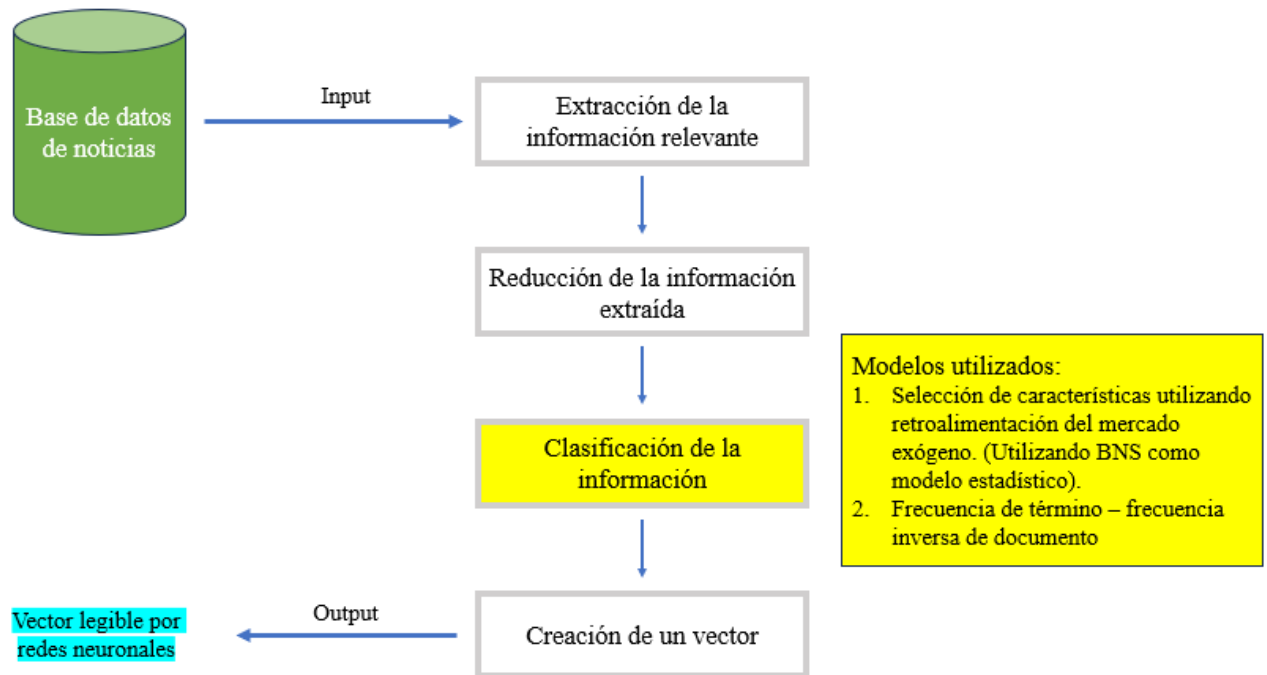 Base de datos
de noticias
Input
Extracción de la
información relevante
Reducción de la información
extraída
Clasificación de la
información
Modelos utilizados:
1. Selección de características utilizando
retroalimentación del mercado
exógeno. (Utilizando BNS como
modelo estadístico).
2. Frecuencia de término – frecuencia
inversa de documento
Creación de un vector
Output
Vector legible por
redes neuronales